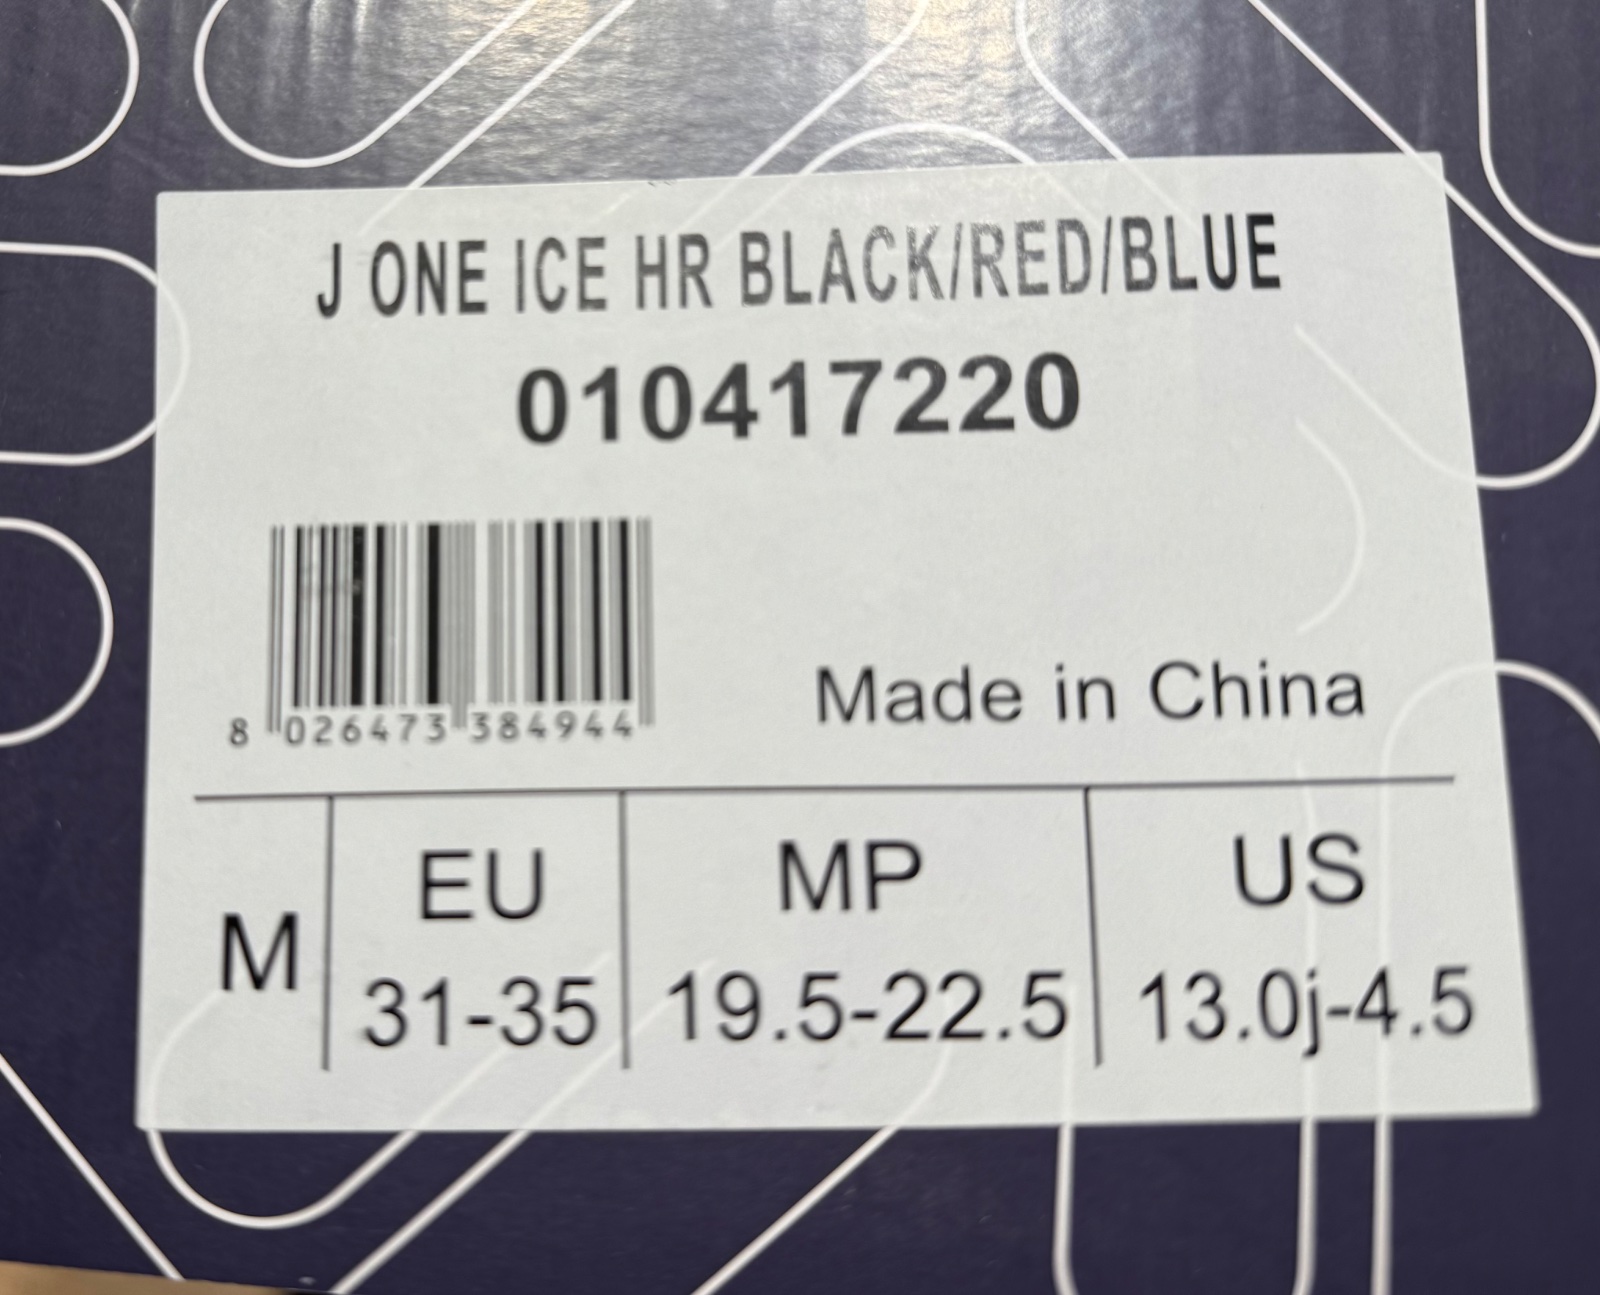 J ONE ICE HR BLACK/RED/BLUE
010417220
8 026473 384944
Made in China
M
EU
31-35
MP
19.5-22.5
US
13.0j-4.5